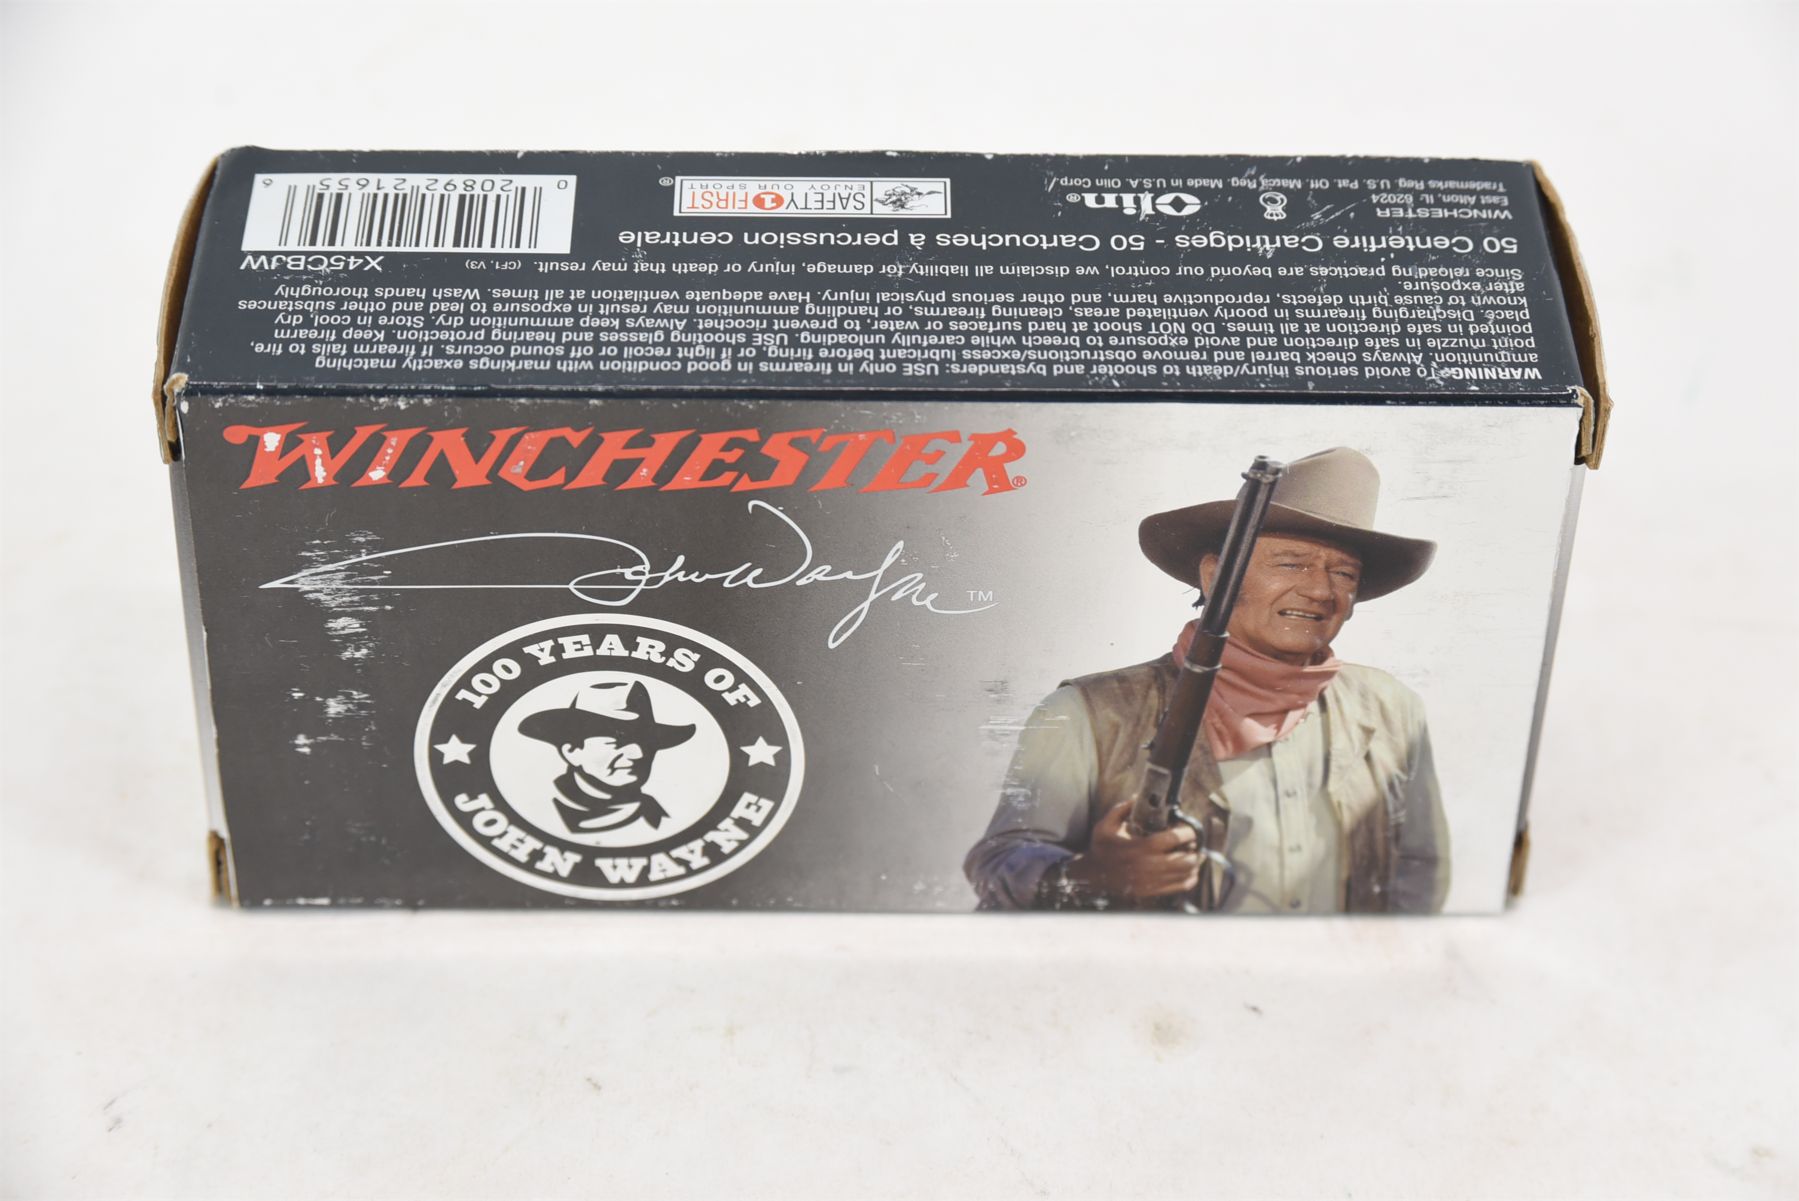 WINCHESTER®
John Wayne™
100 YEARS OF
JOHN WAYNE
WARNING: To avoid serious injury/death to shooter and bystanders: USE only in firearms in good condition with markings exactly matching
ammunition. Always check barrel and remove obstructions/excess lubricant before firing, or if light recoil or off sound occurs. If firearm fails to fire,
point muzzle in safe direction and avoid exposure to breech while carefully unloading. USE shooting glasses and hearing protection. Keep firearm
pointed in safe direction at all times. Do NOT shoot at hard surfaces or water, to prevent ricochet. Always keep ammunition dry. Store in cool, dry
place. Discharging firearms in poorly ventilated areas, cleaning firearms, or handling ammunition may result in exposure to lead and other substances
known to cause birth defects, reproductive harm, and other serious physical injury. Have adequate ventilation at all times. Wash hands thoroughly
after exposure.
Since reloading practices are beyond our control, we disclaim all liability for damage, injury or death that may result. (CF1, V3)
X45CBJW
50 Centerfire Cartridges - 50 Cartouches à percussion centrale
WINCHESTER
East Alton, IL 62024
Trademarks Reg. U.S. Pat. Off. Marca Reg. Made in U.S.A. Olin Corp.
Olin®
SAFETY 1 FIRST
ENJOY OUR SPORT
®
0 20892 21655 6